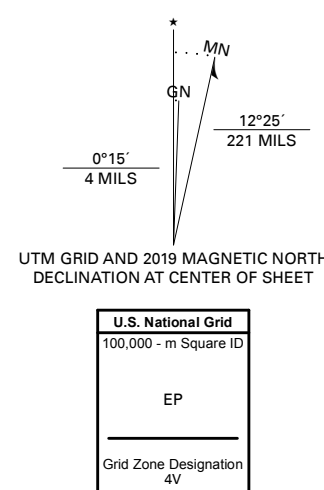 ★
MN
GN
12°25´
221 MILS
0°15´
4 MILS
UTM GRID AND 2019 MAGNETIC NORTH
DECLINATION AT CENTER OF SHEET
U.S. National Grid
100,000 - m Square ID
EP
Grid Zone Designation
4V